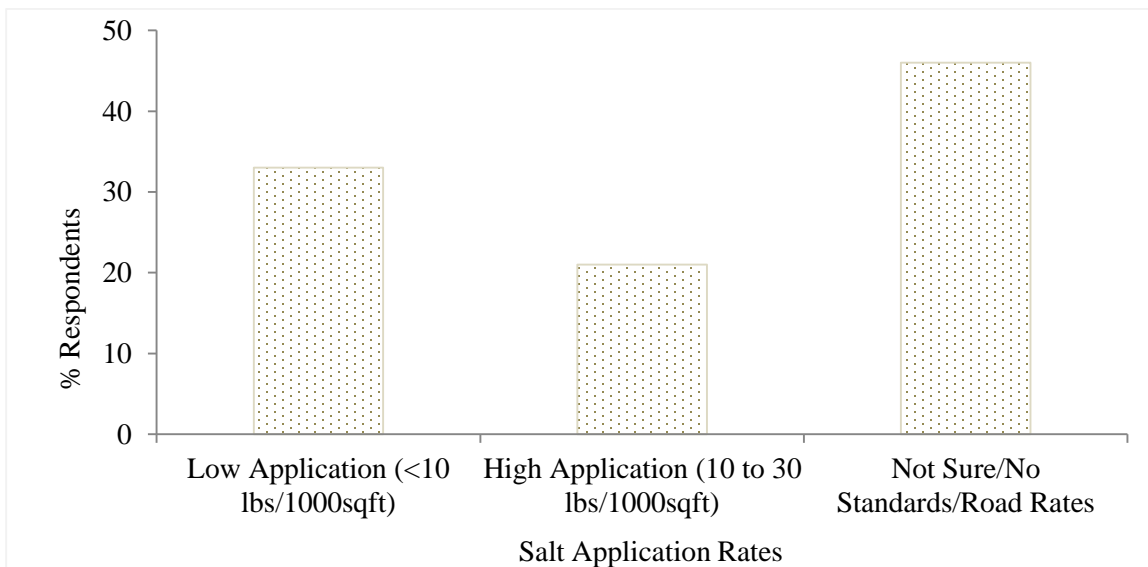 50
40
30
20
10
0
% Respondents
Low Application (<10
lbs/1000sqft)
High Application (10 to 30
lbs/1000sqft)
Not Sure/No
Standards/Road Rates
Salt Application Rates